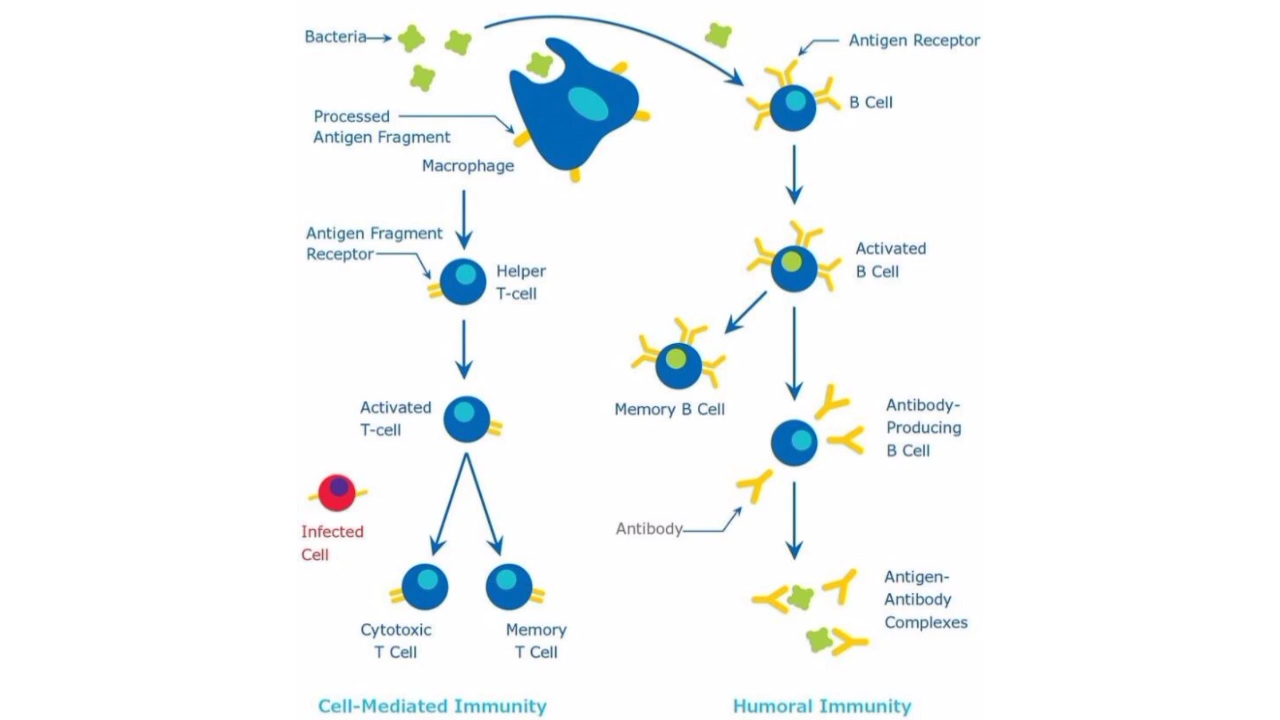 Bacteria
Antigen Receptor
B Cell
Processed
Antigen Fragment
Macrophage
Antigen Fragment
Receptor
Helper
T-cell
Activated
B Cell
Activated
T-cell
Memory B Cell
Antibody-
Producing
B Cell
Infected
Cell
Antibody
Cytotoxic
T Cell
Memory
T Cell
Antigen-
Antibody
Complexes
Cell-Mediated Immunity
Humoral Immunity